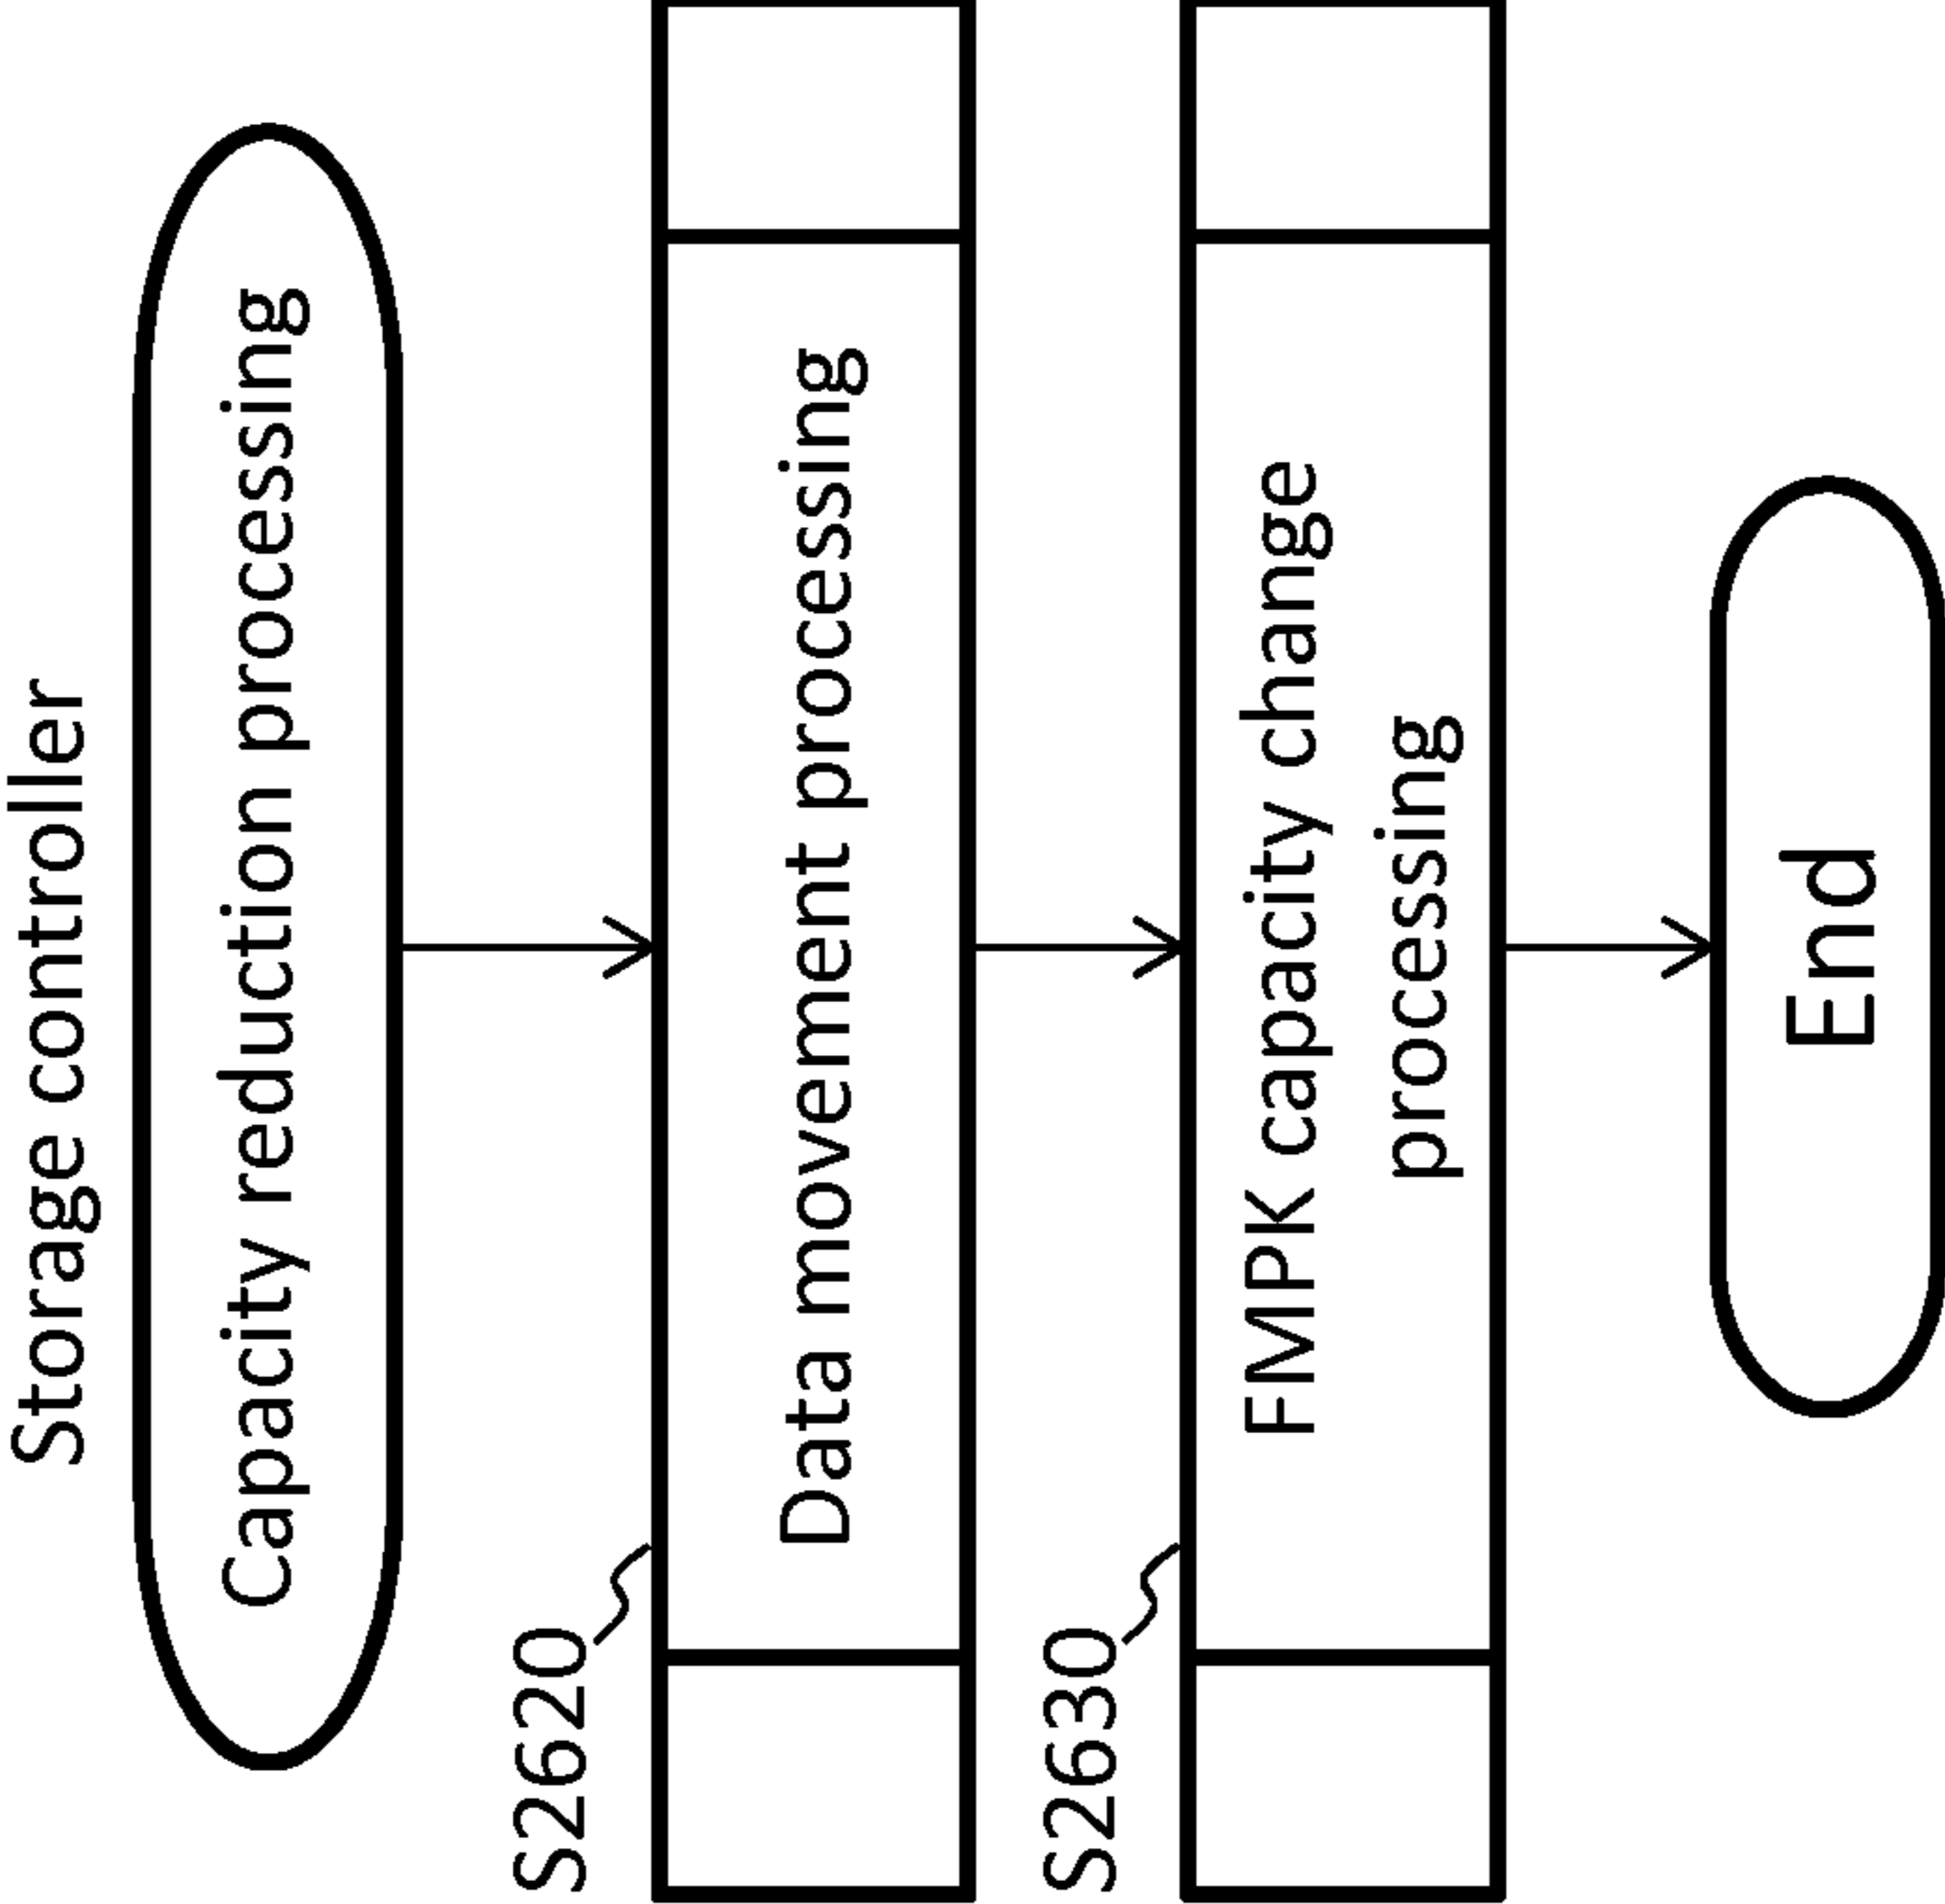 Storage controller
Capacity reduction processing
S2620
Data movement processing
S2630
FMPK capacity change
processing
End